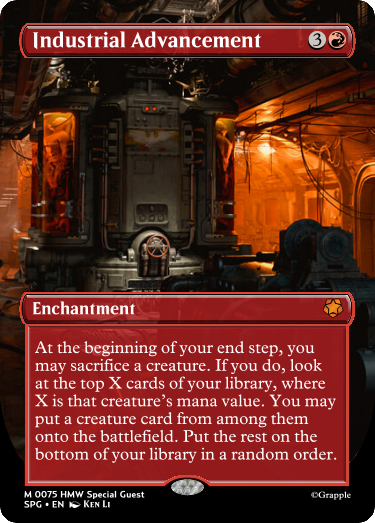 Industrial Advancement 3
Enchantment
At the beginning of your end step, you
may sacrifice a creature. If you do, look
at the top X cards of your library, where
X is that creature's mana value. You may
put a creature card from among them
onto the battlefield. Put the rest on the
bottom of your library in a random order.
M 0075 HMW Special Guest
SPG • EN Ken Li
©Grapple